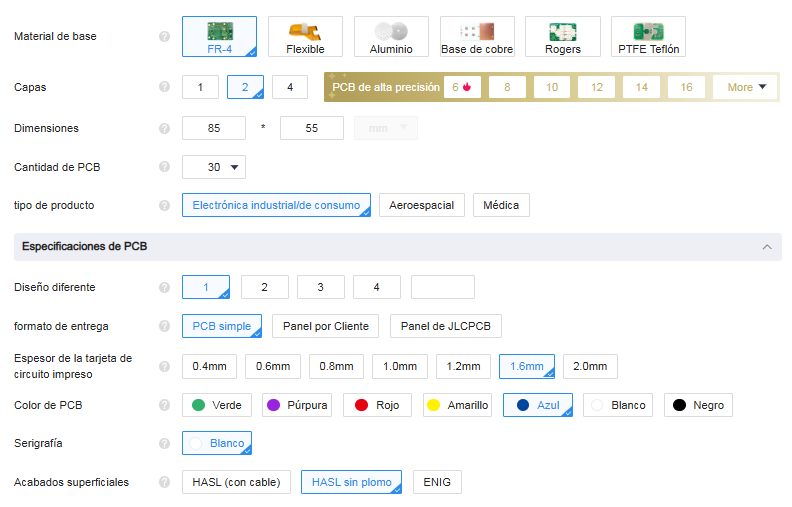 Material de base ? FR-4 Flexible Aluminio Base de cobre Rogers PTFE Teflón
Capas ? 1 2 4 PCB de alta precisión 6 8 10 12 14 16 More
Dimensiones ? 85 * 55 mm
Cantidad de PCB ? 30
tipo de producto ? Electrónica industrial/de consumo Aeroespacial Médica
Especificaciones de PCB
Diseño diferente ? 1 2 3 4
formato de entrega ? PCB simple Panel por Cliente Panel de JLCPCB
Espesor de la tarjeta de
circuito impreso ? 0.4mm 0.6mm 0.8mm 1.0mm 1.2mm 1.6mm 2.0mm
Color de PCB ? Verde Púrpura Rojo Amarillo Azul Blanco Negro
Serigrafía ? Blanco
Acabados superficiales ? HASL (con cable) HASL sin plomo ENIG